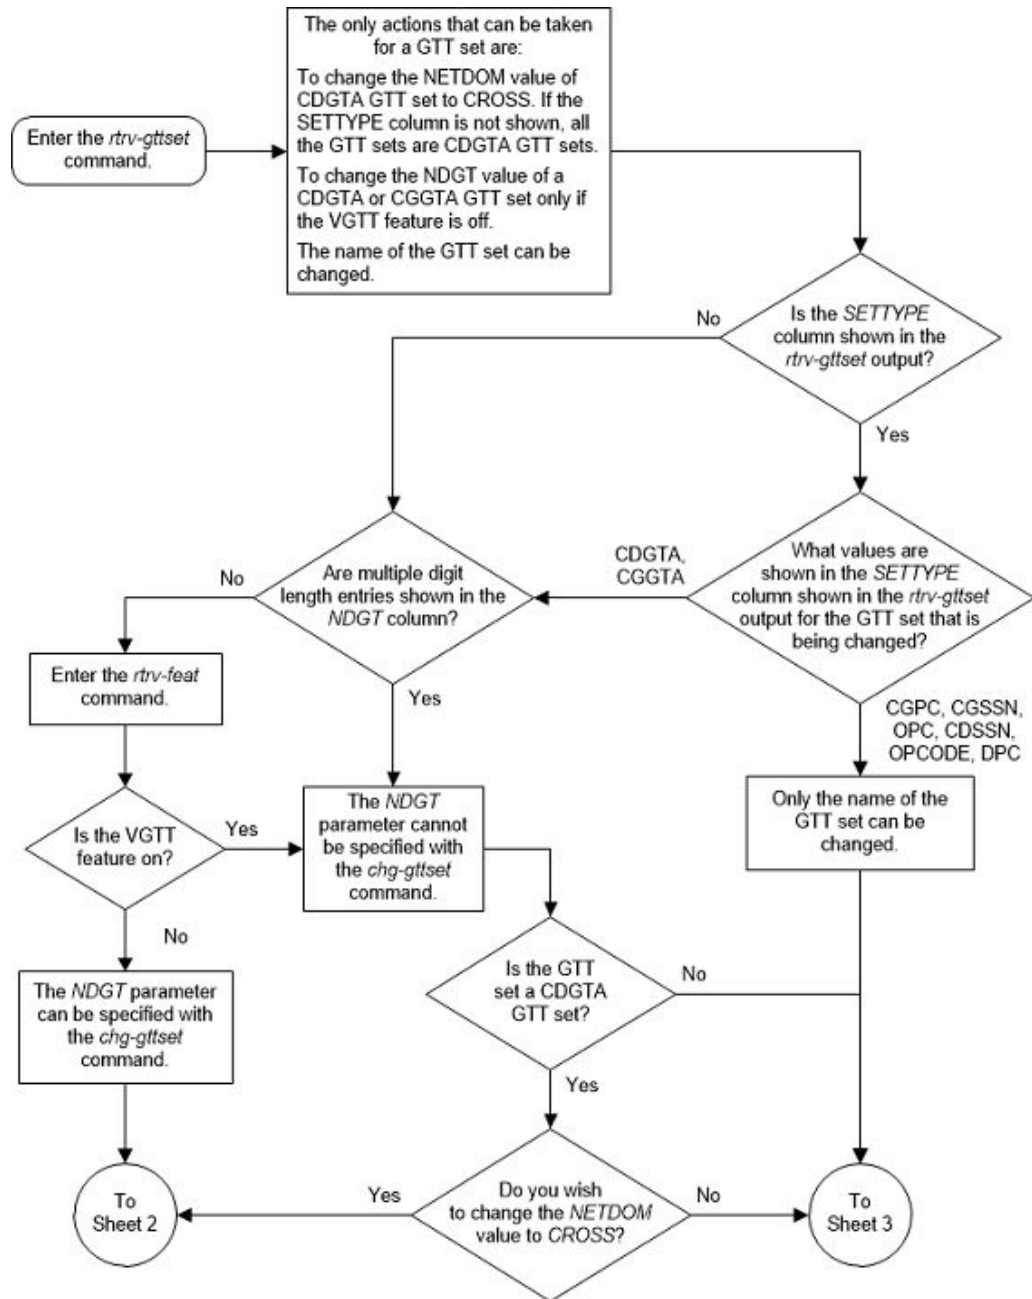 The only actions that can be taken
for a GTT set are:
To change the NETDOM value of
CDGTA GTT set to CROSS. If the
SETTYPE column is not shown, all
the GTT sets are CDGTA GTT sets.
To change the NDGT value of a
CDGTA or CGGTA GTT set only if
the VGTT feature is off.
The name of the GTT set can be
changed.
Enter the rtrv-gttset
command.
Is the SETTYPE
column shown in the
rtrv-gttset output?
No
Yes
What values are
shown in the SETTYPE
column shown in the rtrv-gttset
output for the GTT set that is
being changed?
CDGTA,
CGGTA
Are multiple digit
length entries shown in the
NDGT column?
No
Yes
Enter the rtrv-feat
command.
CGPC, CGSSN,
OPC, CDSSN,
OPCODE, DPC
Only the name of the
GTT set can be
changed.
Is the VGTT
feature on?
Yes
No
The NDGT
parameter cannot
be specified with
the chg-gttset
command.
The NDGT parameter
can be specified with
the chg-gttset
command.
Is the GTT
set a CDGTA
GTT set?
No
Yes
Do you wish
to change the NETDOM
value to CROSS?
Yes
No
To
Sheet 2
To
Sheet 3